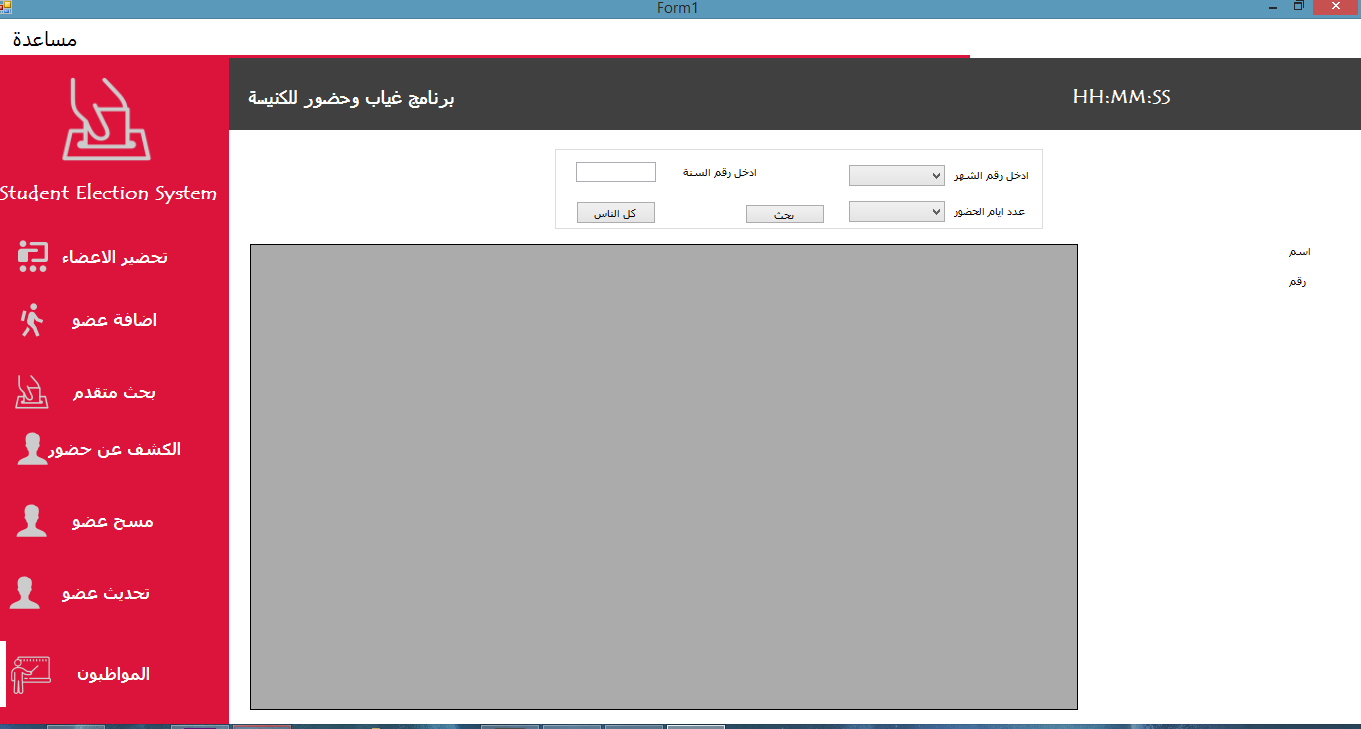 Form1
مساعدة
برنامج غياب وحضور للكنيسة
HH:MM:SS
Student Election System
ادخل رقم الشهر
ادخل رقم السنة
عدد ايام الحضور
بحث
كل الناس
اسم
رقم
تحضير الاعضاء
اضافة عضو
بحث متقدم
الكشف عن حضور
مسح عضو
تحديث عضو
المواظبون